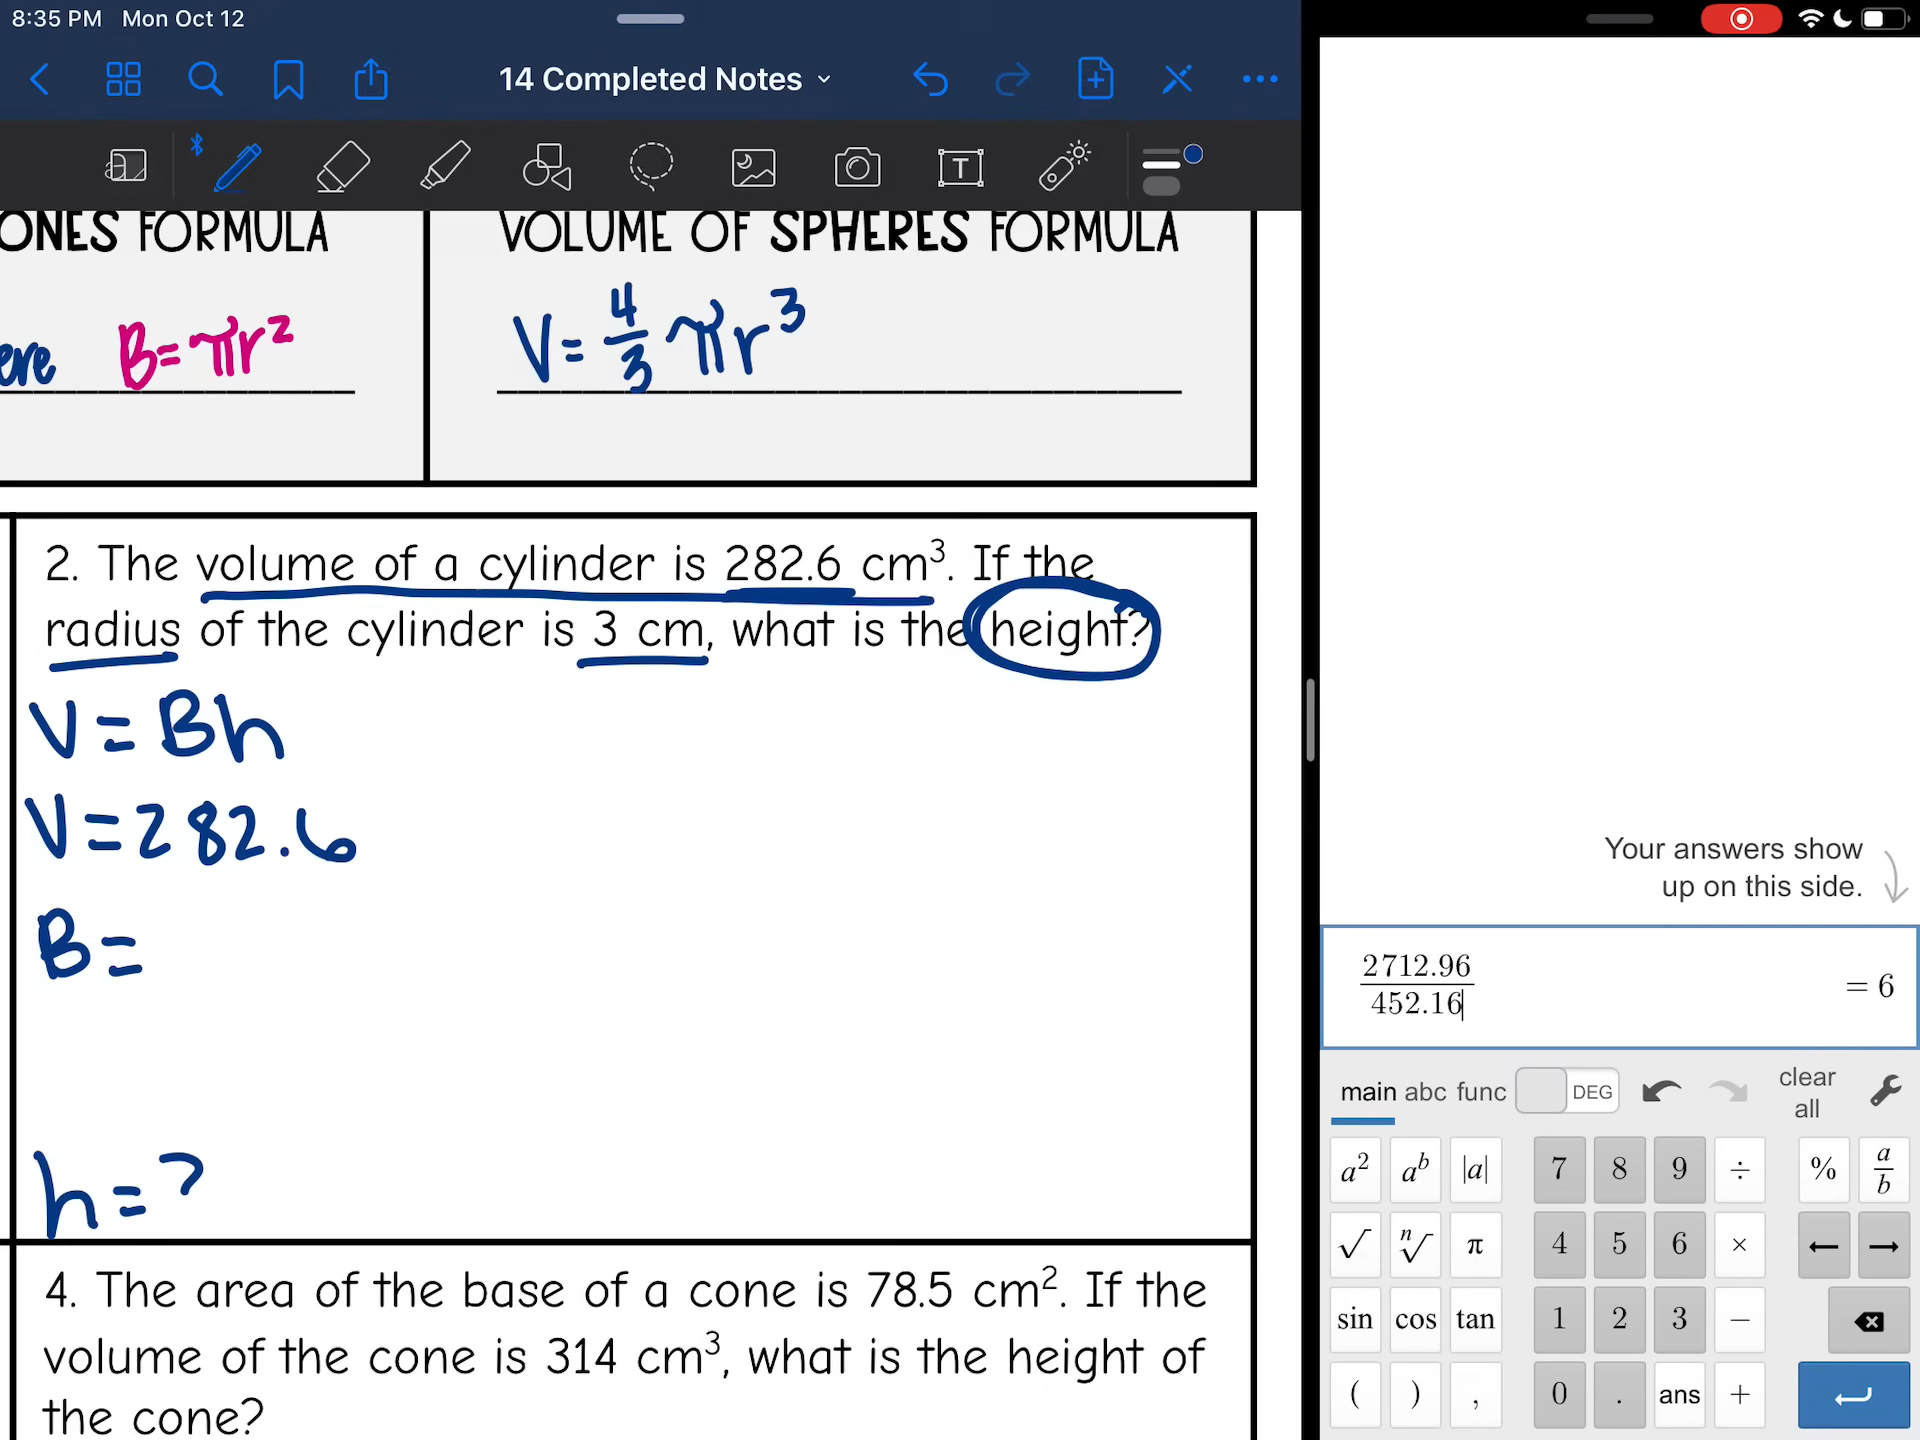 8:35 PM Mon Oct 12
14 Completed Notes
T
ONES FORMULA
ere B=πr²
VOLUME OF SPHERES FORMULA
V=4/3 πr³
2. The volume of a cylinder is 282.6 cm³. If the
radius of the cylinder is 3 cm, what is the height?
V=Bh
V=282.6
B=
h=?
4. The area of the base of a cone is 78.5 cm². If the
volume of the cone is 314 cm³, what is the height of
the cone?
Your answers show
up on this side.
2712.96/452.16 = 6
main abc func DEG clear all
a² aᵇ |a| 7 8 9 ÷ % a/b
√ ⁿ√ π 4 5 6 × ← →
sin cos tan 1 2 3 −
( ) , 0 . ans +